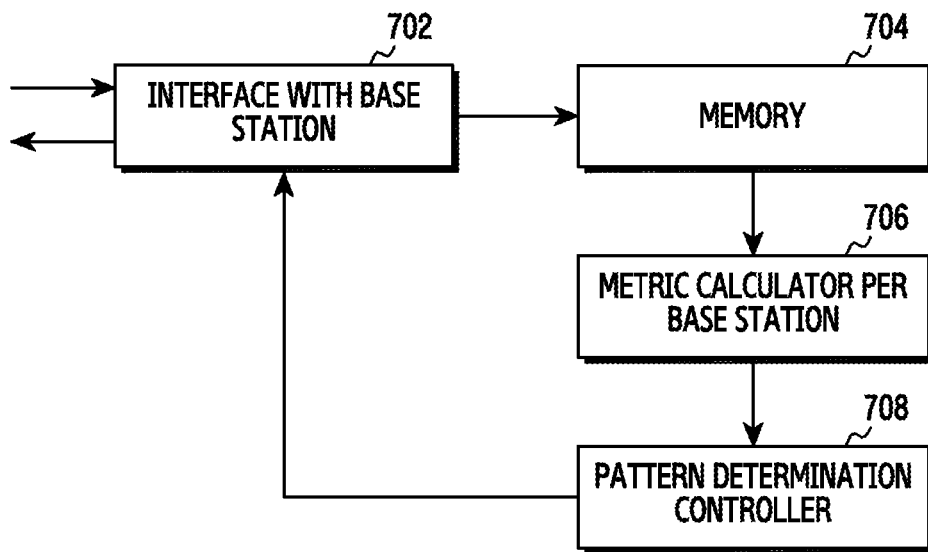 702
INTERFACE WITH BASE
STATION
704
MEMORY
706
METRIC CALCULATOR PER
BASE STATION
708
PATTERN DETERMINATION
CONTROLLER